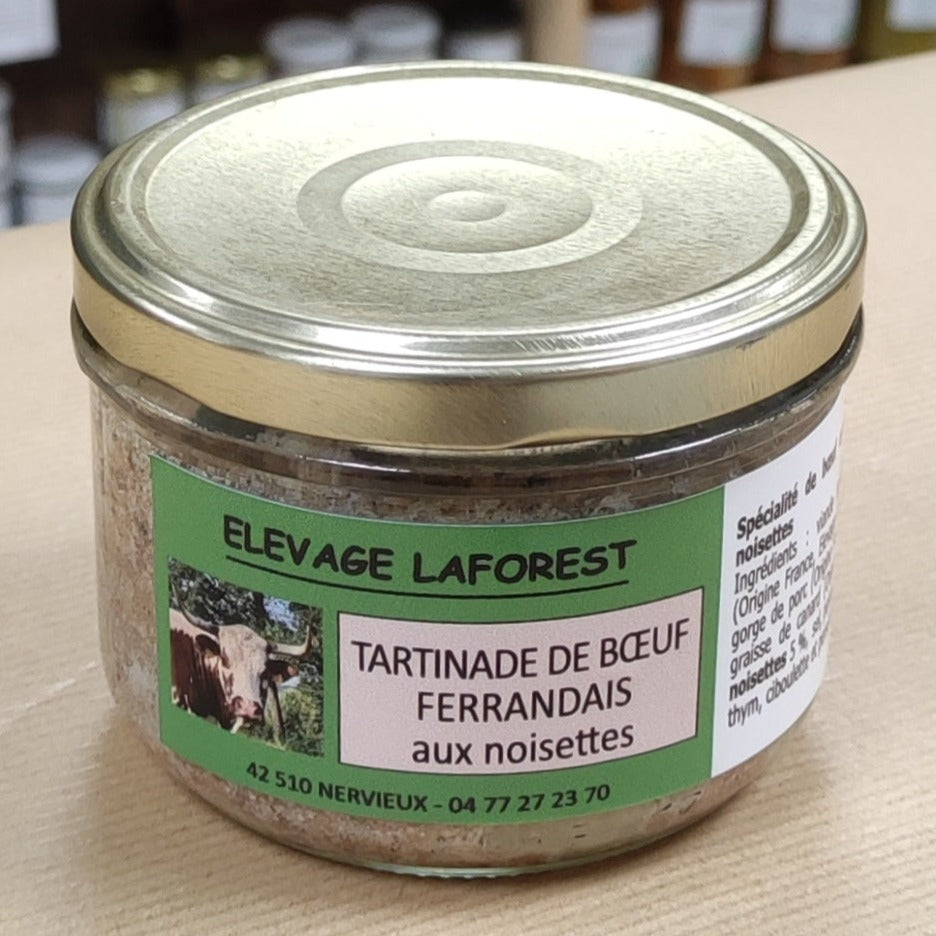 ELEVAGE LAFOREST
TARTINADE DE BŒUF
FERRANDAIS
aux noisettes
42 510 NERVIEUX - 04 77 27 23 70
Spécialité de
noisettes
Ingrédients :
(Origine France,
gorge de porc
graisse de canard
noisettes 5 %,
thym, ciboulette et